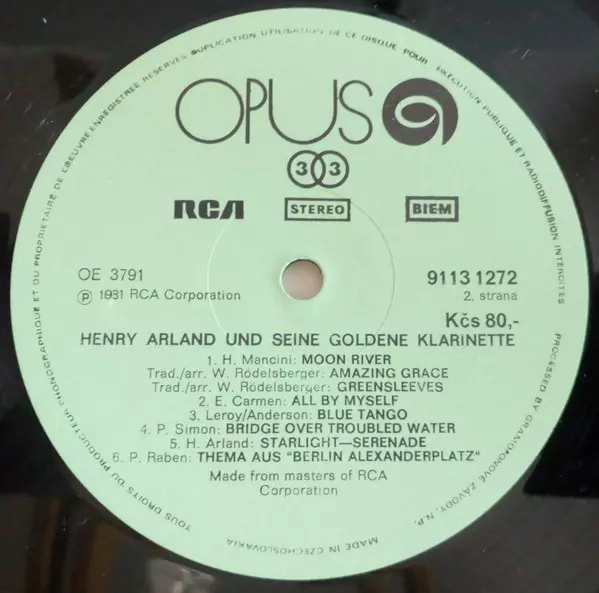 TOUS DROITS DU PRODUCTEUR PHONOGRAPHIQUE ET DU PROPRIETAIRE DE L'OEUVRE ENREGISTREE RESERVES DUPLICATION UTILISATION DE CE DISQUE POUR EXECUTION PUBLIQUE ET RADIODIFFUSION INTERDITES
OPUS
33
RCA STEREO BIEM
OE 3791 9113 1272
Ⓟ 1981 RCA Corporation 2. strana
Kčs 80,-
HENRY ARLAND UND SEINE GOLDENE KLARINETTE
1. H. Mancini: MOON RIVER
Trad./arr. W. Rödelsberger: AMAZING GRACE
Trad./arr. W. Rödelsberger: GREENSLEEVES
2. E. Carmen: ALL BY MYSELF
3. Leroy/Anderson: BLUE TANGO
4. P. Simon: BRIDGE OVER TROUBLED WATER
5. H. Arland: STARLIGHT—SERENADE
6. P. Raben: THEMA AUS "BERLIN ALEXANDERPLATZ"
Made from masters of RCA
Corporation
PROCESSED BY GRAMOFONOVÉ ZÁVODY, N.P.
MADE IN CZECHOSLOVAKIA